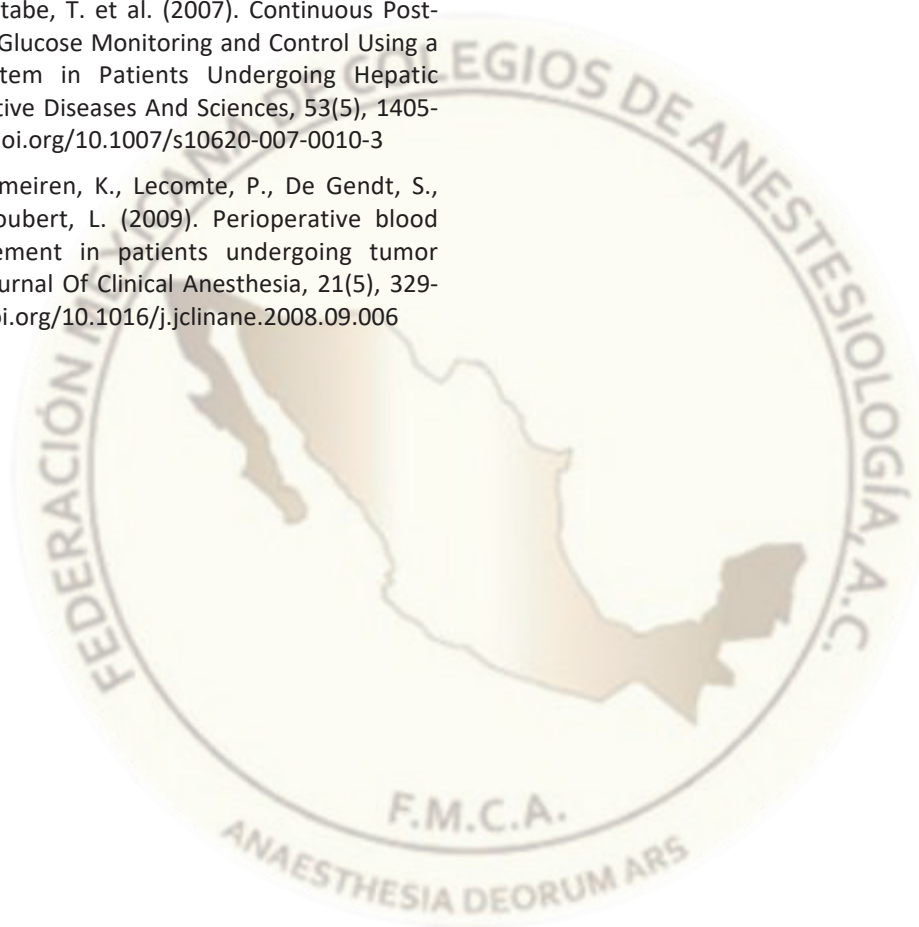 tabe, T. et al. (2007). Continuous Post-
Glucose Monitoring and Control Using a
tem in Patients Undergoing Hepatic
tive Diseases And Sciences, 53(5), 1405-
oi.org/10.1007/s10620-007-0010-3
meiren, K., Lecomte, P., De Gendt, S.,
oubert, L. (2009). Perioperative blood
ement in patients undergoing tumor
urnal Of Clinical Anesthesia, 21(5), 329-
oi.org/10.1016/j.jclinane.2008.09.006
FEDERACIÓN MEXICANA DE COLEGIOS DE ANESTESIOLOGÍA, A.C.
F.M.C.A.
ANAESTHESIA DEORUM ARS